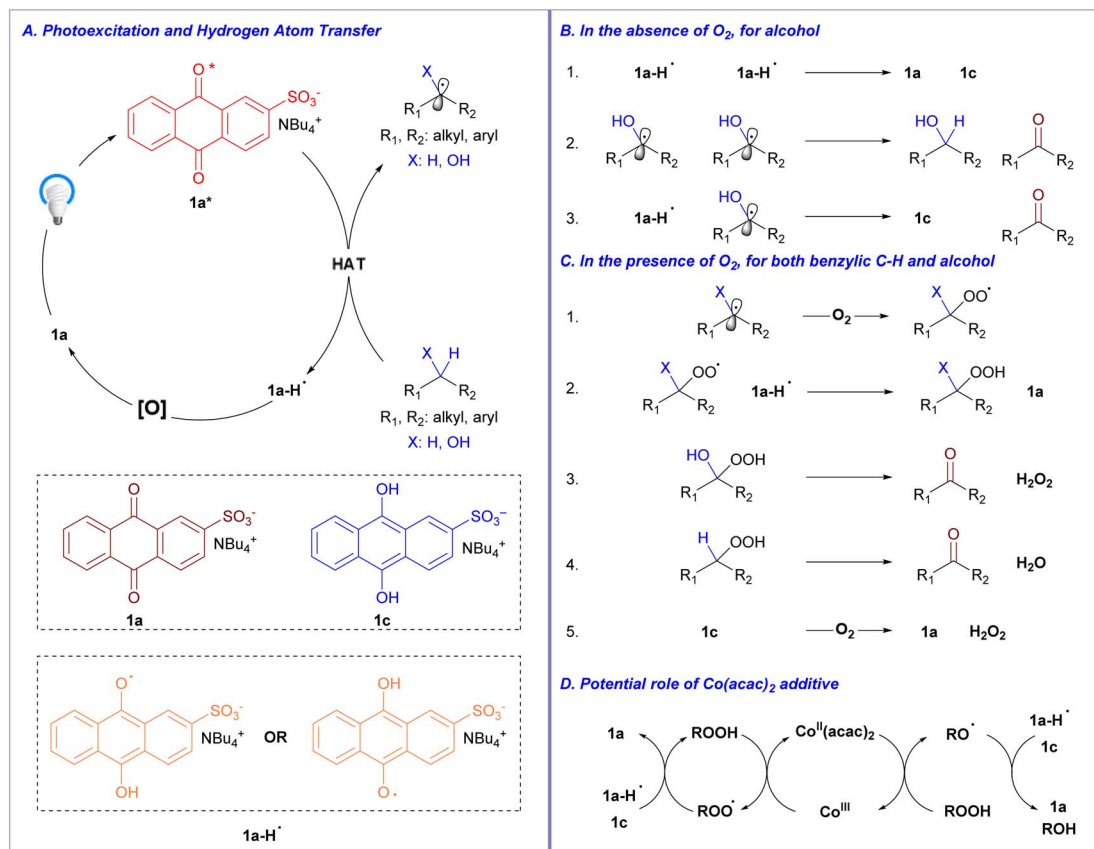 A. Photoexcitation and Hydrogen Atom Transfer
O *
O
SO₃⁻
NBu₄⁺
1a*
X
R₁ R₂
R₁, R₂: alkyl, aryl
X: H, OH
HAT
1a
[O]
1a-H•
X H
R₁ R₂
R₁, R₂: alkyl, aryl
X: H, OH
O
O
SO₃⁻
NBu₄⁺
1a
OH
OH
SO₃⁻
NBu₄⁺
1c
O•
OH
SO₃⁻
NBu₄⁺
OR
OH
O•
SO₃⁻
NBu₄⁺
1a-H•
B. In the absence of O₂, for alcohol
1. 1a-H• 1a-H• 1a 1c
2. HO R₁ R₂ HO R₁ R₂ HO H R₁ R₂ O R₁ R₂
3. 1a-H• HO R₁ R₂ 1c O R₁ R₂
C. In the presence of O₂, for both benzylic C-H and alcohol
1. X R₁ R₂ O₂ X OO• R₁ R₂
2. X OO• R₁ R₂ 1a-H• X OOH R₁ R₂ 1a
3. HO OOH R₁ R₂ O R₁ R₂ H₂O₂
4. H OOH R₁ R₂ O R₁ R₂ H₂O
5. 1c O₂ 1a H₂O₂
D. Potential role of Co(acac)₂ additive
1a ROOH Coᴵᴵ(acac)₂ RO• 1a-H•
1c
1a-H•
1c ROO• Coᴵᴵᴵ ROOH 1a
ROH